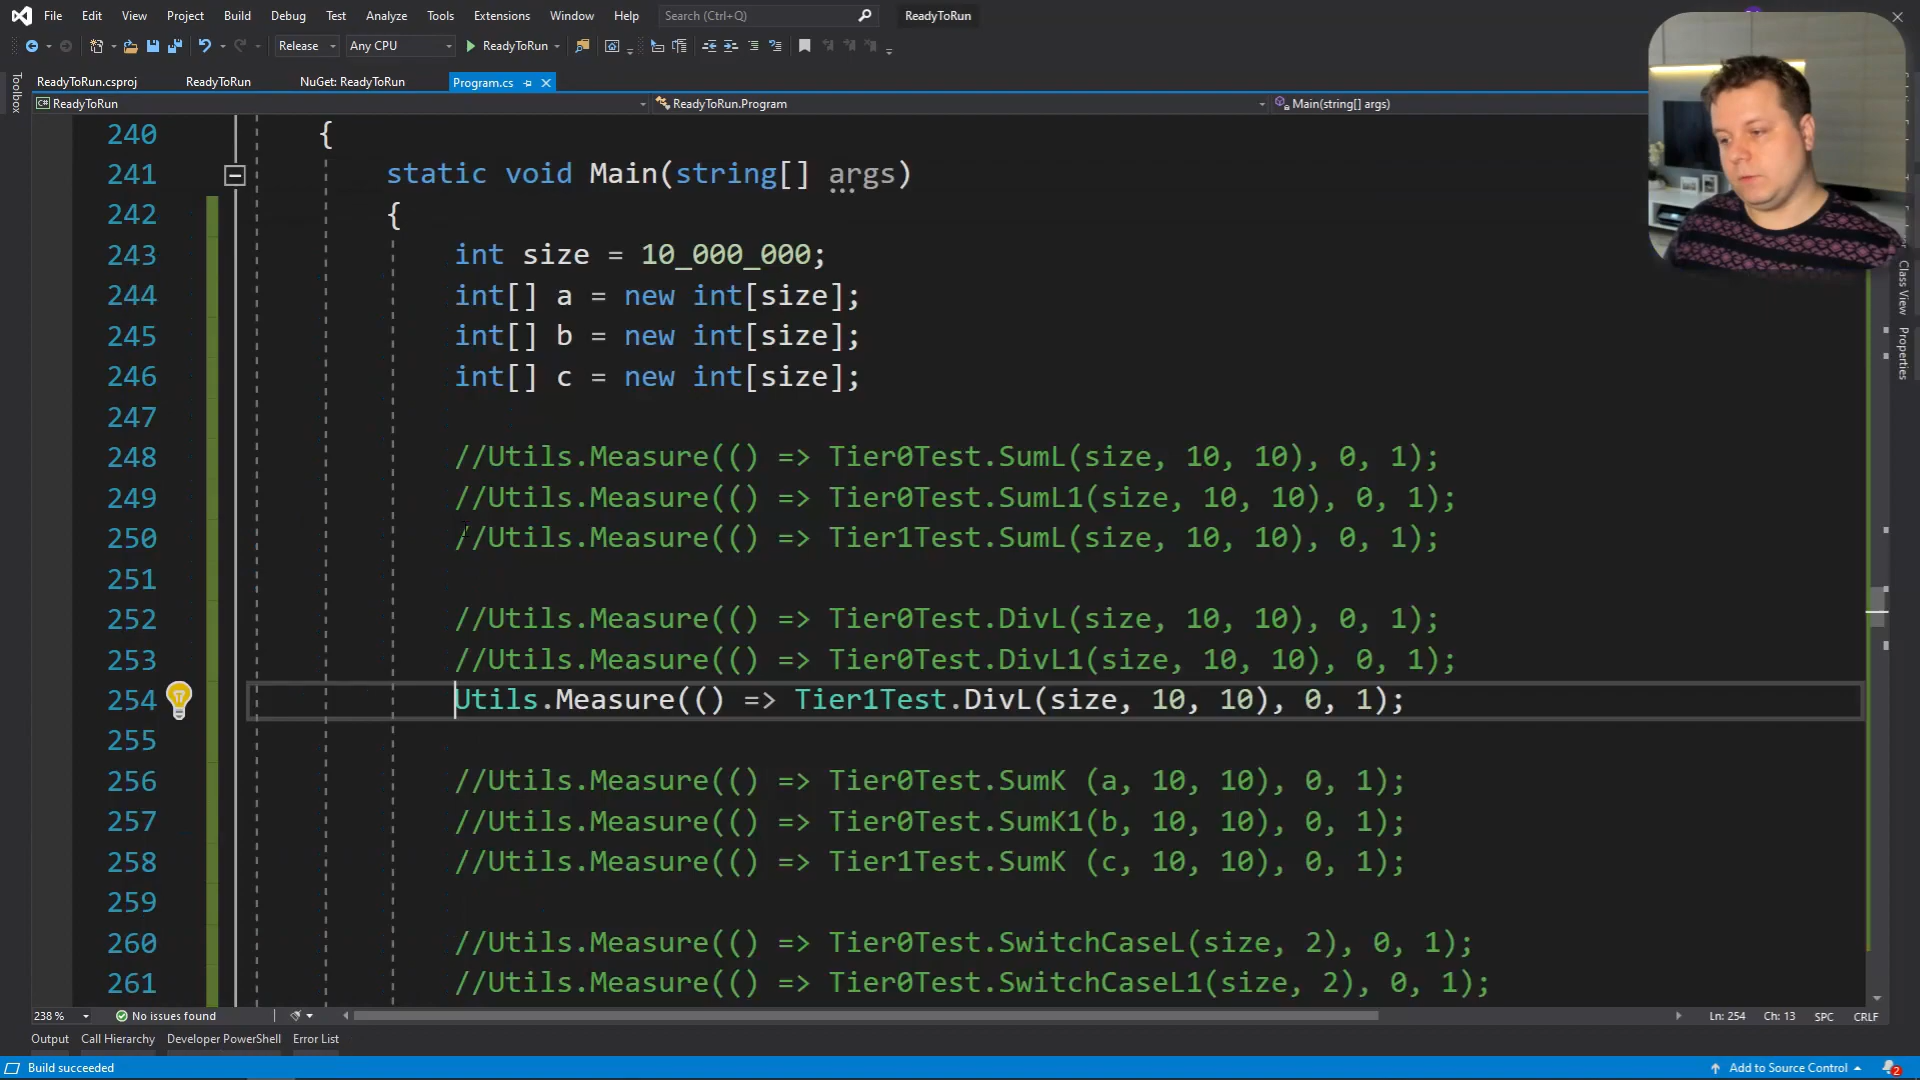 File Edit View Project Build Debug Test Analyze Tools Extensions Window Help Search (Ctrl+Q) ReadyToRun
Release Any CPU ReadyToRun
ReadyToRun.csproj ReadyToRun NuGet: ReadyToRun Program.cs
ReadyToRun ReadyToRun.Program Main(string[] args)
Toolbox
Class View
Properties
240 {
241 static void Main(string[] args)
242 {
243 int size = 10_000_000;
244 int[] a = new int[size];
245 int[] b = new int[size];
246 int[] c = new int[size];
247
248 //Utils.Measure(() => Tier0Test.SumL(size, 10, 10), 0, 1);
249 //Utils.Measure(() => Tier0Test.SumL1(size, 10, 10), 0, 1);
250 //Utils.Measure(() => Tier1Test.SumL(size, 10, 10), 0, 1);
251
252 //Utils.Measure(() => Tier0Test.DivL(size, 10, 10), 0, 1);
253 //Utils.Measure(() => Tier0Test.DivL1(size, 10, 10), 0, 1);
254 Utils.Measure(() => Tier1Test.DivL(size, 10, 10), 0, 1);
255
256 //Utils.Measure(() => Tier0Test.SumK (a, 10, 10), 0, 1);
257 //Utils.Measure(() => Tier0Test.SumK1(b, 10, 10), 0, 1);
258 //Utils.Measure(() => Tier1Test.SumK (c, 10, 10), 0, 1);
259
260 //Utils.Measure(() => Tier0Test.SwitchCaseL(size, 2), 0, 1);
261 //Utils.Measure(() => Tier0Test.SwitchCaseL1(size, 2), 0, 1);
238 % No issues found Ln: 254 Ch: 13 SPC CRLF
Output Call Hierarchy Developer PowerShell Error List
Build succeeded Add to Source Control 2